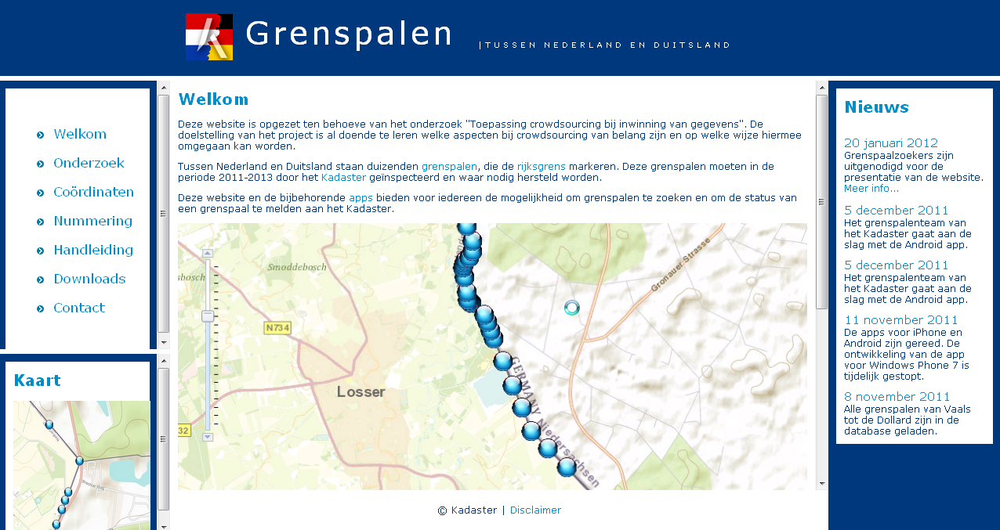 Grenspalen
|TUSSEN NEDERLAND EN DUITSLAND
Welkom
Onderzoek
Coördinaten
Nummering
Handleiding
Downloads
Contact
Kaart
Welkom
Deze website is opgezet ten behoeve van het onderzoek "Toepassing crowdsourcing bij inwinning van gegevens". De
doelstelling van het project is al doende te leren welke aspecten bij crowdsourcing van belang zijn en op welke wijze hiermee
omgegaan kan worden.
Tussen Nederland en Duitsland staan duizenden grenspalen, die de rijksgrens markeren. Deze grenspalen moeten in de
periode 2011-2013 door het Kadaster geïnspecteerd en waar nodig hersteld worden.
Deze website en de bijbehorende apps bieden voor iedereen de mogelijkheid om grenspalen te zoeken en om de status van
een grenspaal te melden aan het Kadaster.
Smoddebosch
sbosch
Gronauer Strasse
N734
Losser
GERMANY
Niedersachsen
32
© Kadaster | Disclaimer
Nieuws
20 januari 2012
Grenspaalzoekers zijn
uitgenodigd voor de
presentatie van de website.
Meer info...
5 december 2011
Het grenspalenteam van
het Kadaster gaat aan de
slag met de Android app.
5 december 2011
Het grenspalenteam van
het Kadaster gaat aan de
slag met de Android app.
11 november 2011
De apps voor iPhone en
Android zijn gereed. De
ontwikkeling van de app
voor Windows Phone 7 is
tijdelijk gestopt.
8 november 2011
Alle grenspalen van Vaals
tot de Dollard zijn in de
database geladen.